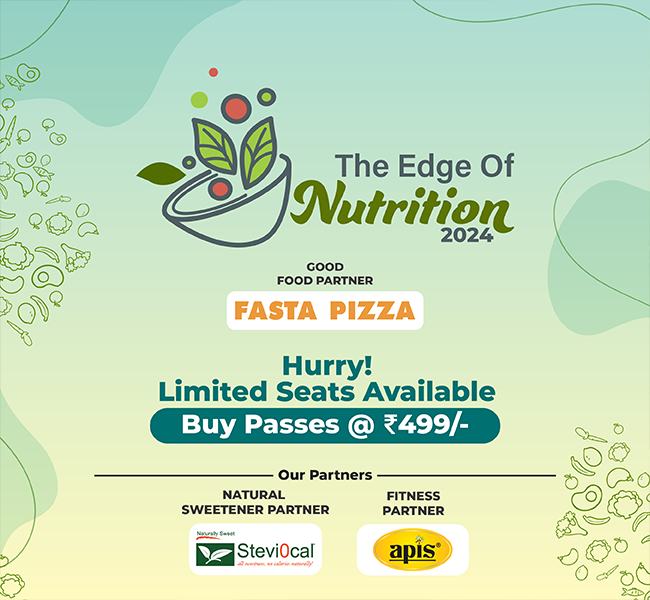 The Edge Of
Nutrition
2024
GOOD
FOOD PARTNER
FASTA PIZZA
Hurry!
Limited Seats Available
Buy Passes @ ₹499/-
Our Partners
NATURAL
SWEETENER PARTNER
FITNESS
PARTNER
Naturally Sweet
Stevi0cal
all sweetness, no calories naturally!
apis®